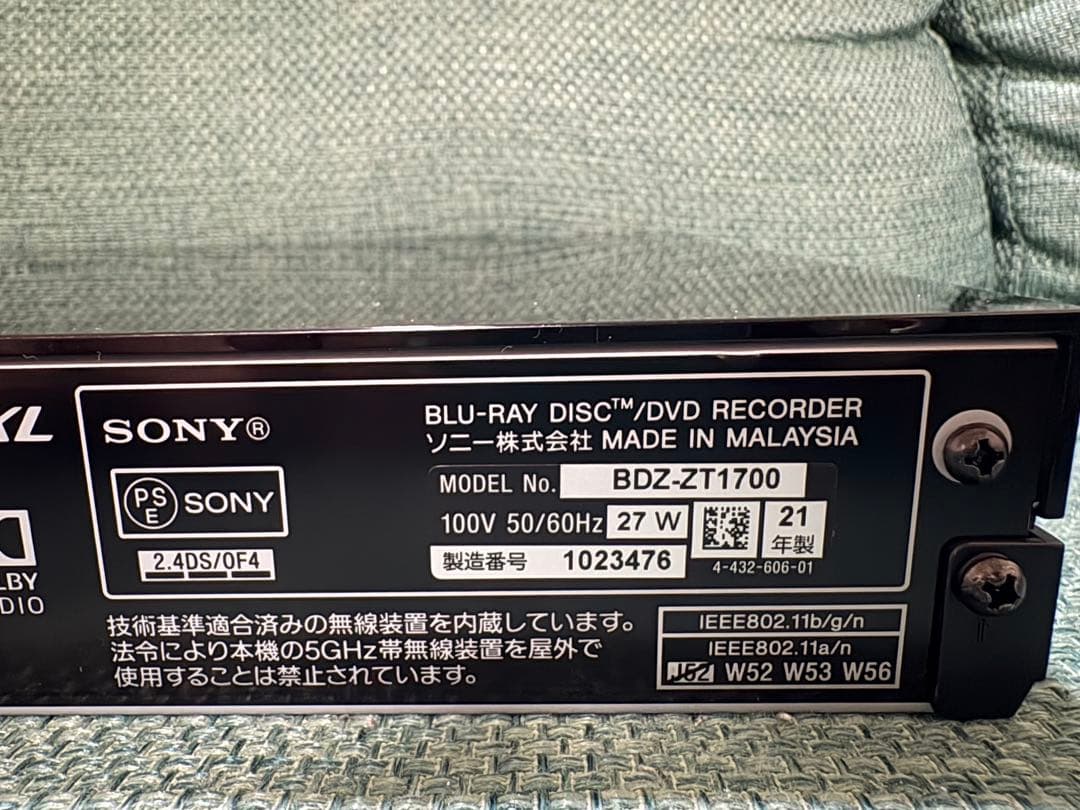 XL
SONY®
BLU-RAY DISC™/DVD RECORDER
ソニー株式会社 MADE IN MALAYSIA
PS
E
SONY
MODEL No. BDZ-ZT1700
100V 50/60Hz 27 W
21
年製
2.4DS/OF4
製造番号 1023476
4-432-606-01
LBY
DIO
技術基準適合済みの無線装置を内蔵しています。
法令により本機の5GHz帯無線装置を屋外で
使用することは禁止されています。
IEEE802.11b/g/n
IEEE802.11a/n
J52 W52 W53 W56